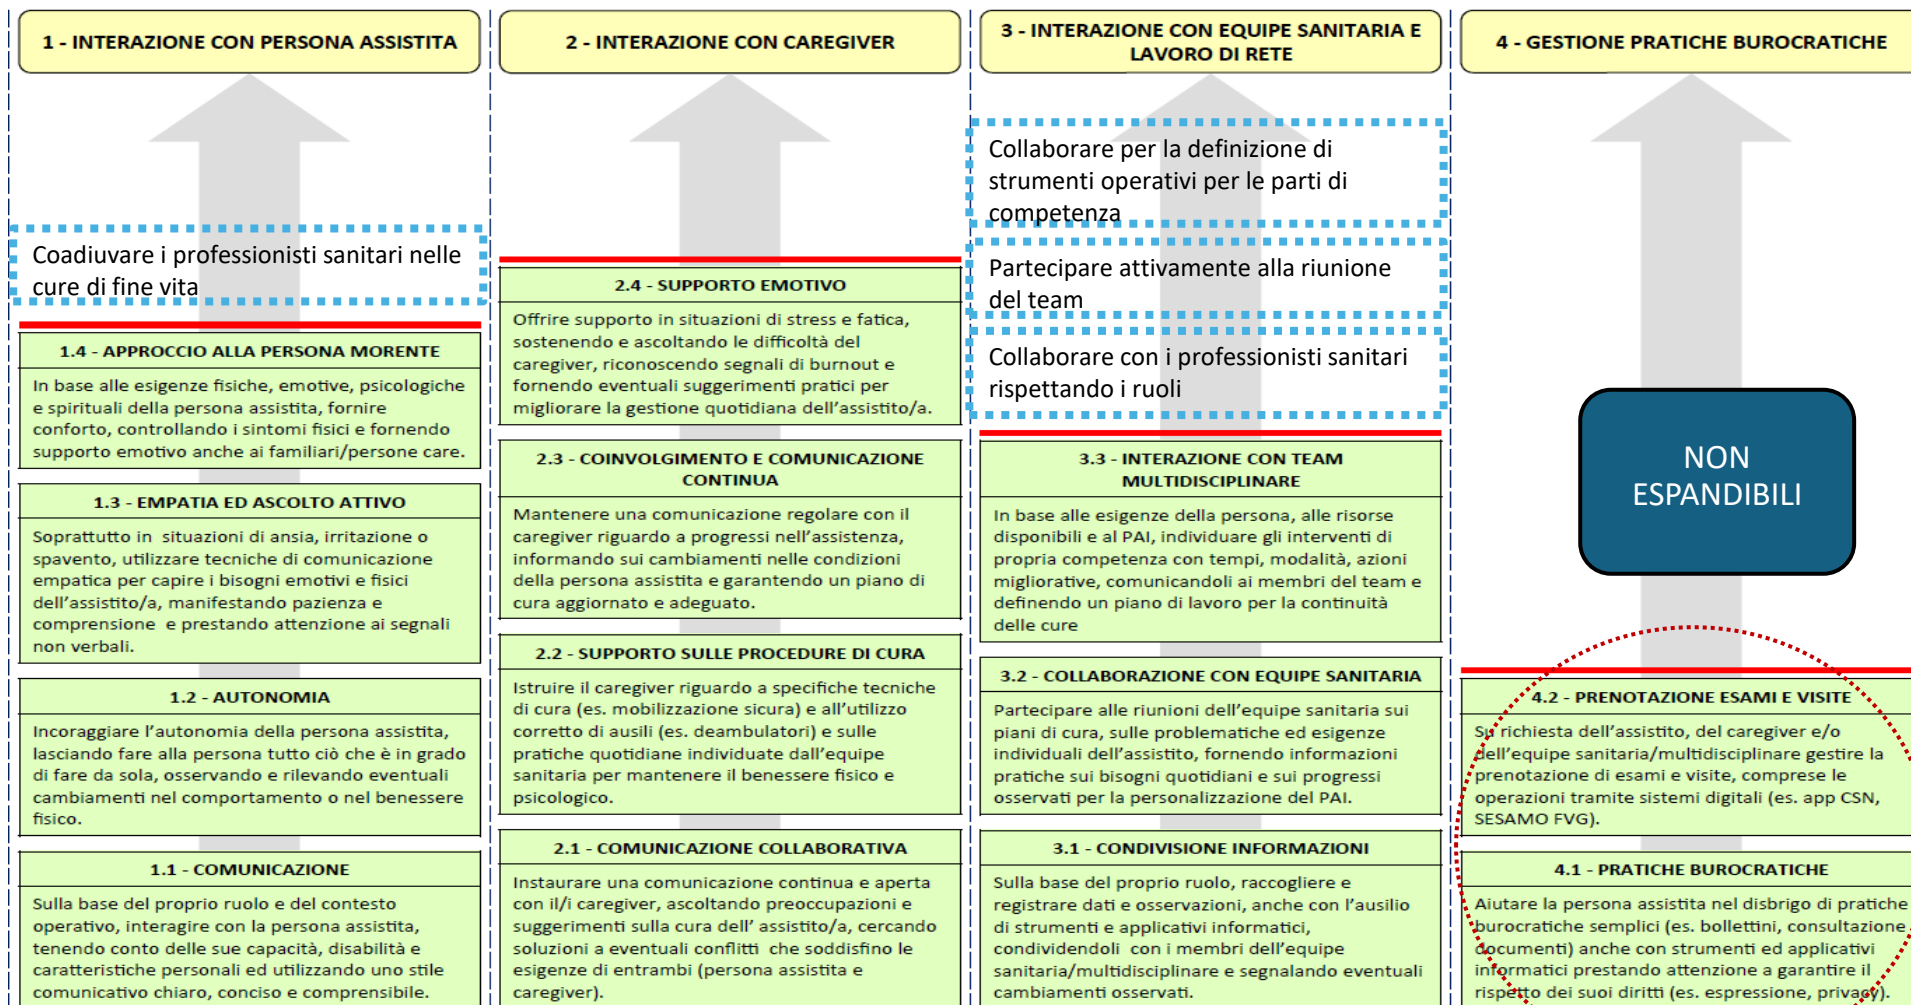 1 - INTERAZIONE CON PERSONA ASSISTITA
Coadiuvare i professionisti sanitari nelle
cure di fine vita
1.4 - APPROCCIO ALLA PERSONA MORENTE
In base alle esigenze fisiche, emotive, psicologiche
e spirituali della persona assistita, fornire
conforto, controllando i sintomi fisici e fornendo
supporto emotivo anche ai familiari/persone care.
1.3 - EMPATIA ED ASCOLTO ATTIVO
Soprattutto in situazioni di ansia, irritazione o
spavento, utilizzare tecniche di comunicazione
empatica per capire i bisogni emotivi e fisici
dell'assistito/a, manifestando pazienza e
comprensione e prestando attenzione ai segnali
non verbali.
1.2 - AUTONOMIA
Incoraggiare l'autonomia della persona assistita,
lasciando fare alla persona tutto ciò che è in grado
di fare da sola, osservando e rilevando eventuali
cambiamenti nel comportamento o nel benessere
fisico.
1.1 - COMUNICAZIONE
Sulla base del proprio ruolo e del contesto
operativo, interagire con la persona assistita,
tenendo conto delle sue capacità, disabilità e
caratteristiche personali ed utilizzando uno stile
comunicativo chiaro, conciso e comprensibile.
2 - INTERAZIONE CON CAREGIVER
2.4 - SUPPORTO EMOTIVO
Offrire supporto in situazioni di stress e fatica,
sostenendo e ascoltando le difficoltà del
caregiver, riconoscendo segnali di burnout e
fornendo eventuali suggerimenti pratici per
migliorare la gestione quotidiana dell'assistito/a.
2.3 - COINVOLGIMENTO E COMUNICAZIONE
CONTINUA
Mantenere una comunicazione regolare con il
caregiver riguardo a progressi nell'assistenza,
informando sui cambiamenti nelle condizioni
della persona assistita e garantendo un piano di
cura aggiornato e adeguato.
2.2 - SUPPORTO SULLE PROCEDURE DI CURA
Istruire il caregiver riguardo a specifiche tecniche
di cura (es. mobilizzazione sicura) e all'utilizzo
corretto di ausili (es. deambulatori) e sulle
pratiche quotidiane individuate dall'equipe
sanitaria per mantenere il benessere fisico e
psicologico.
2.1 - COMUNICAZIONE COLLABORATIVA
Instaurare una comunicazione continua e aperta
con il/i caregiver, ascoltando preoccupazioni e
suggerimenti sulla cura dell' assistito/a, cercando
soluzioni a eventuali conflitti che soddisfino le
esigenze di entrambi (persona assistita e
caregiver).
3 - INTERAZIONE CON EQUIPE SANITARIA E
LAVORO DI RETE
Collaborare per la definizione di
strumenti operativi per le parti di
competenza
Partecipare attivamente alla riunione
del team
Collaborare con i professionisti sanitari
rispettando i ruoli
3.3 - INTERAZIONE CON TEAM
MULTIDISCIPLINARE
In base alle esigenze della persona, alle risorse
disponibili e al PAI, individuare gli interventi di
propria competenza con tempi, modalità, azioni
migliorative, comunicandoli ai membri del team e
definendo un piano di lavoro per la continuità
delle cure
3.2 - COLLABORAZIONE CON EQUIPE SANITARIA
Partecipare alle riunioni dell'equipe sanitaria sui
piani di cura, sulle problematiche ed esigenze
individuali dell'assistito, fornendo informazioni
pratiche sui bisogni quotidiani e sui progressi
osservati per la personalizzazione del PAI.
3.1 - CONDIVISIONE INFORMAZIONI
Sulla base del proprio ruolo, raccogliere e
registrare dati e osservazioni, anche con l'ausilio
di strumenti e applicativi informatici,
condividendoli con i membri dell'equipe
sanitaria/multidisciplinare e segnalando eventuali
cambiamenti osservati.
4 - GESTIONE PRATICHE BUROCRATICHE
NON
ESPANDIBILI
4.2 - PRENOTAZIONE ESAMI E VISITE
Su richiesta dell'assistito, del caregiver e/o
dell'equipe sanitaria/multidisciplinare gestire la
prenotazione di esami e visite, comprese le
operazioni tramite sistemi digitali (es. app CSN,
SESAMO FVG).
4.1 - PRATICHE BUROCRATICHE
Aiutare la persona assistita nel disbrigo di pratiche
burocratiche semplici (es. bollettini, consultazione
documenti) anche con strumenti ed applicativi
informatici prestando attenzione a garantire il
rispetto dei suoi diritti (es. espressione, privacy).